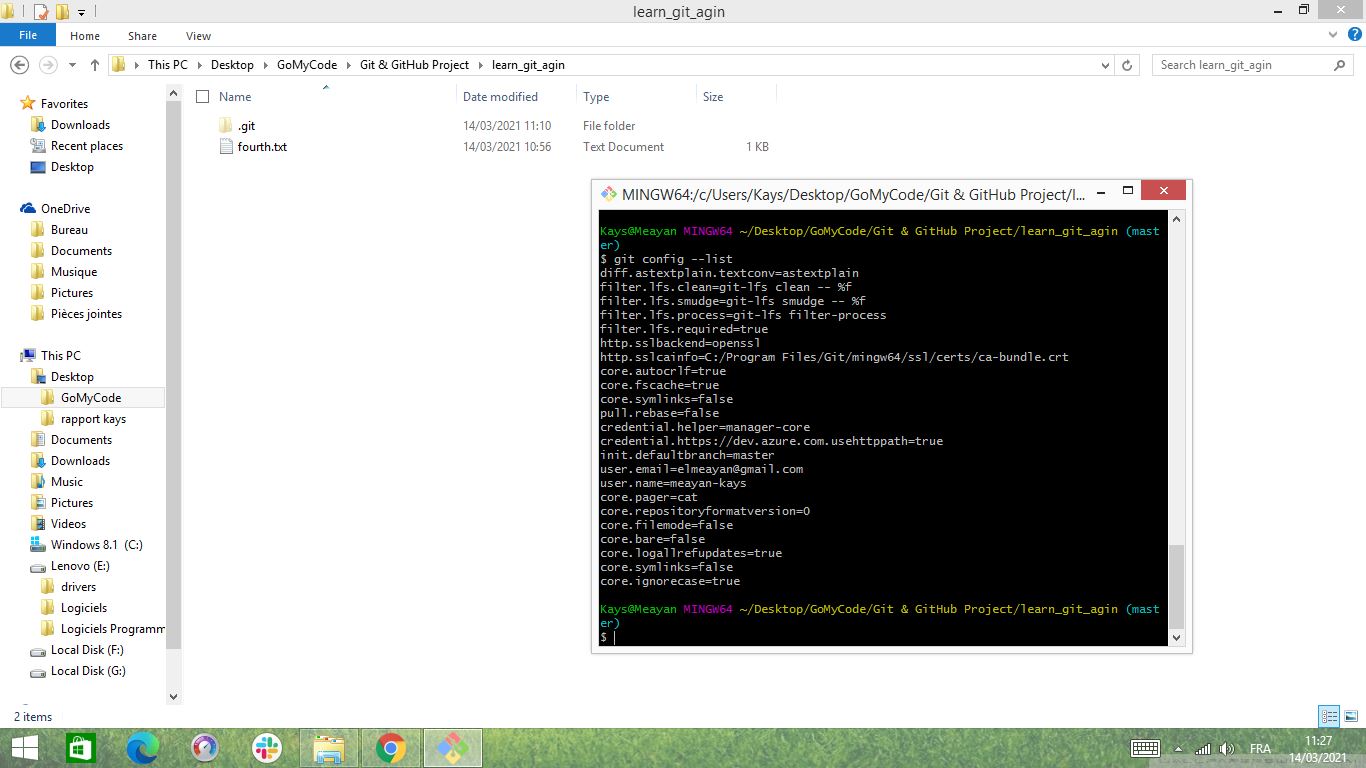 learn_git_agin
File
Home
Share
View
This PC
Desktop
GoMyCode
Git & GitHub Project
learn_git_agin
Search learn_git_agin
Favorites
Downloads
Recent places
Desktop
OneDrive
Bureau
Documents
Musique
Pictures
Pièces jointes
This PC
Desktop
GoMyCode
rapport kays
Documents
Downloads
Music
Pictures
Videos
Windows 8.1 (C:)
Lenovo (E:)
drivers
Logiciels
Logiciels Programm
Local Disk (F:)
Local Disk (G:)
Name Date modified Type Size
.git 14/03/2021 11:10 File folder
fourth.txt 14/03/2021 10:56 Text Document 1 KB
MINGW64:/c/Users/Kays/Desktop/GoMyCode/Git & GitHub Project/l...
Kays@Meayan MINGW64 ~/Desktop/GoMyCode/Git & GitHub Project/learn_git_agin (mast
er)
$ git config --list
diff.astextplain.textconv=astextplain
filter.lfs.clean=git-lfs clean -- %f
filter.lfs.smudge=git-lfs smudge -- %f
filter.lfs.process=git-lfs filter-process
filter.lfs.required=true
http.sslbackend=openssl
http.sslcainfo=C:/Program Files/Git/mingw64/ssl/certs/ca-bundle.crt
core.autocrlf=true
core.fscache=true
core.symlinks=false
pull.rebase=false
credential.helper=manager-core
credential.https://dev.azure.com.usehttppath=true
init.defaultbranch=master
user.email=elmeayan@gmail.com
user.name=meayan-kays
core.pager=cat
core.repositoryformatversion=0
core.filemode=false
core.bare=false
core.logallrefupdates=true
core.symlinks=false
core.ignorecase=true
Kays@Meayan MINGW64 ~/Desktop/GoMyCode/Git & GitHub Project/learn_git_agin (mast
er)
$
2 items
FRA
11:27
14/03/2021